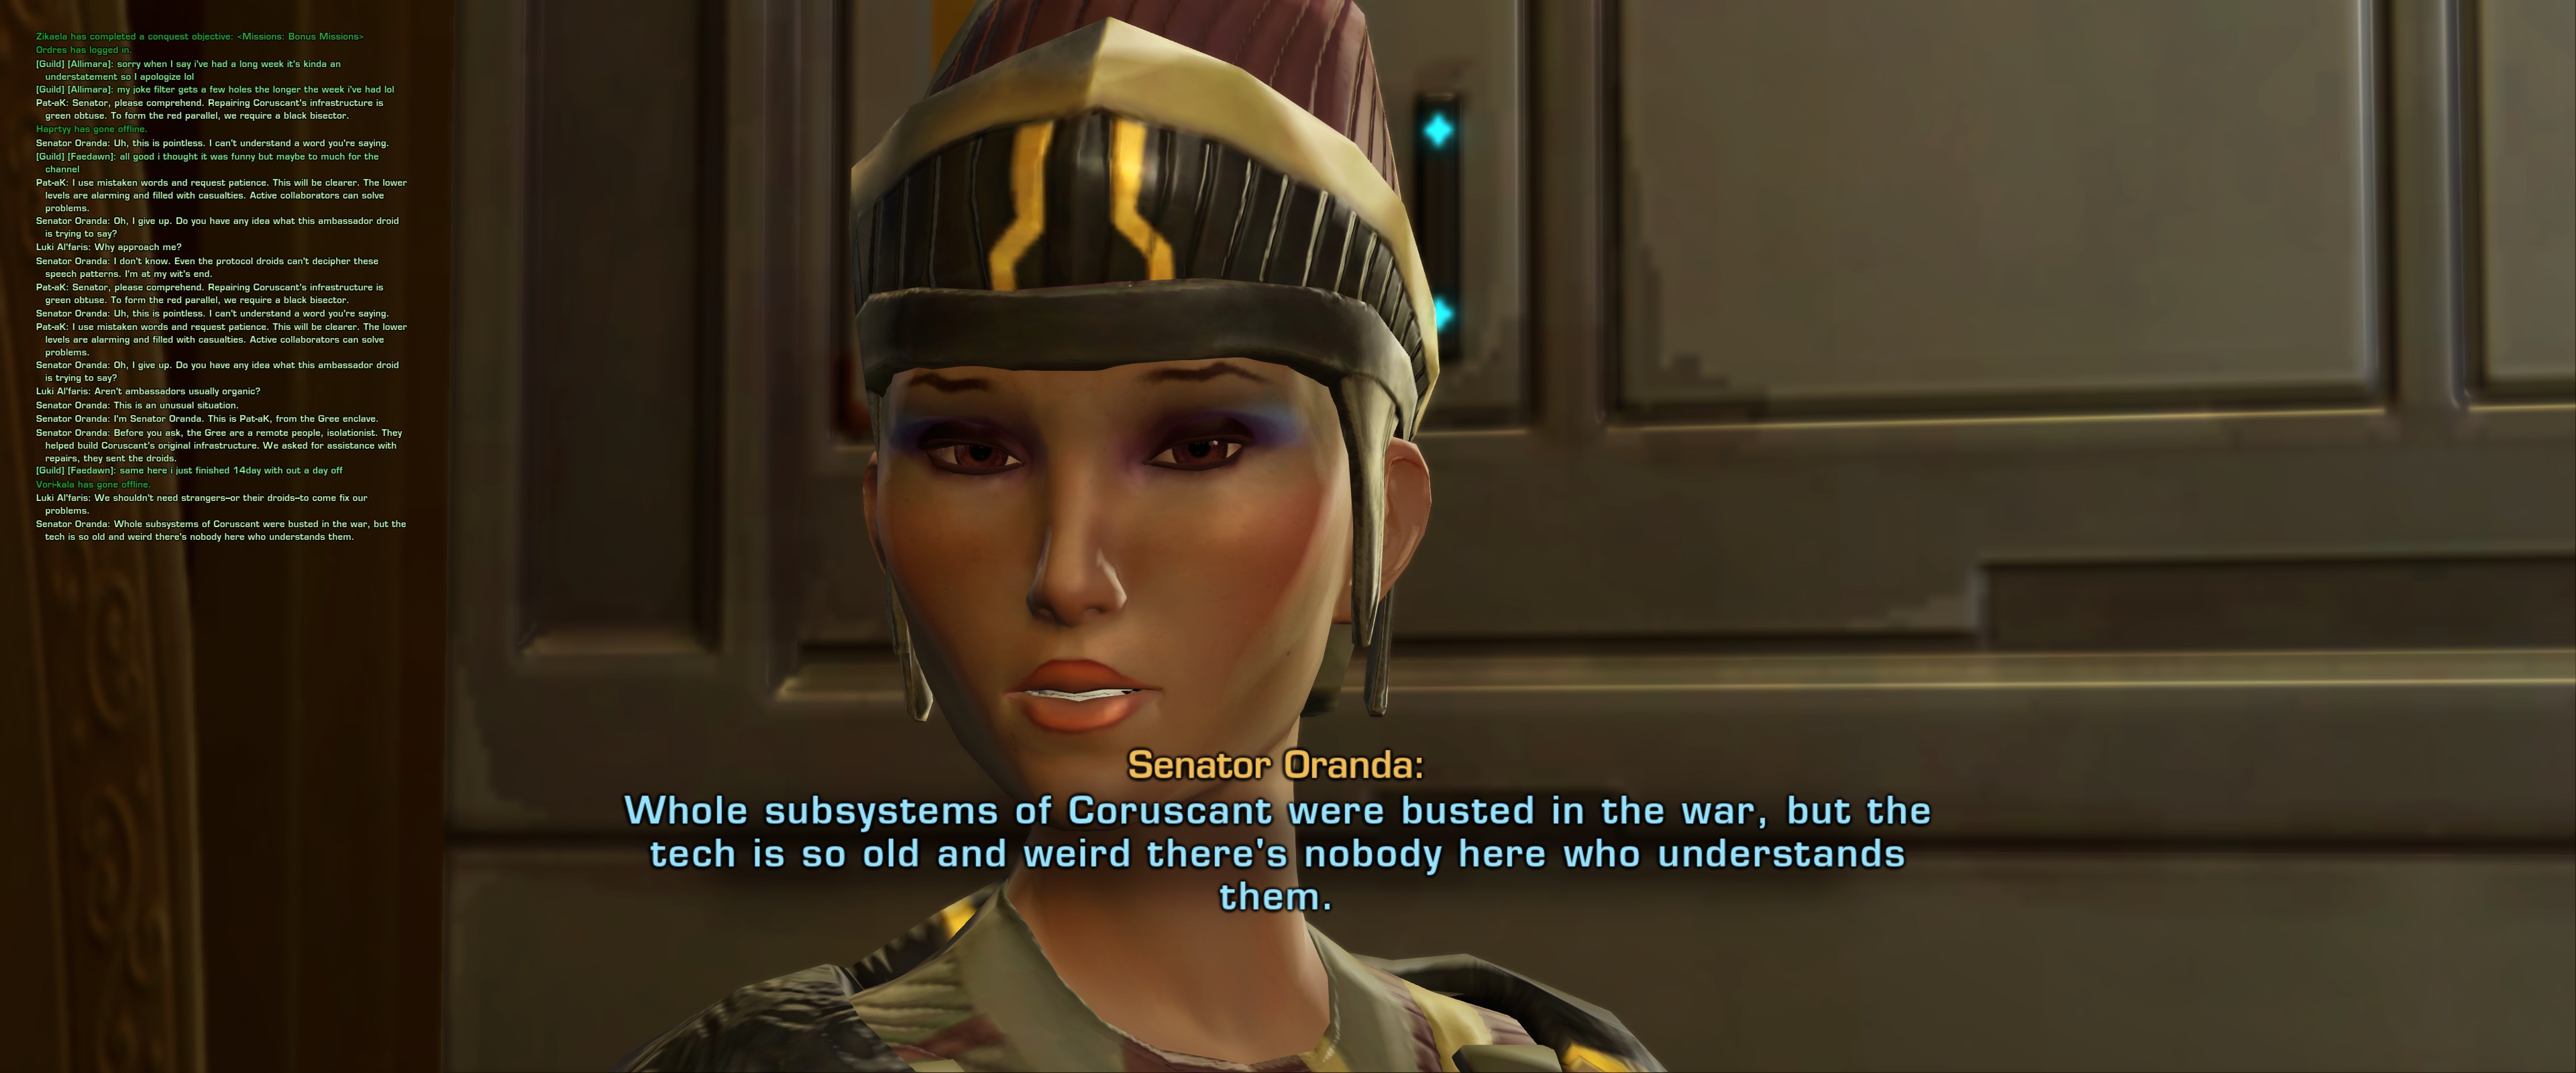 Zikaela has completed a conquest objective: <Missions: Bonus Missions>
Ordres has logged in.
[Guild] [Allimara]: sorry when I say i've had a long week it's kinda an
understatement so I apologize lol
[Guild] [Allimara]: my joke filter gets a few holes the longer the week i've had lol
Pat-aK: Senator, please comprehend. Repairing Coruscant's infrastructure is
green obtuse. To form the red parallel, we require a black bisector.
Haprtyy has gone offline.
Senator Oranda: Uh, this is pointless. I can't understand a word you're saying.
[Guild] [Faedawn]: all good i thought it was funny but maybe to much for the
channel
Pat-aK: I use mistaken words and request patience. This will be clearer. The lower
levels are alarming and filled with casualties. Active collaborators can solve
problems.
Senator Oranda: Oh, I give up. Do you have any idea what this ambassador droid
is trying to say?
Luki Al'faris: Why approach me?
Senator Oranda: I don't know. Even the protocol droids can't decipher these
speech patterns. I'm at my wit's end.
Pat-aK: Senator, please comprehend. Repairing Coruscant's infrastructure is
green obtuse. To form the red parallel, we require a black bisector.
Senator Oranda: Uh, this is pointless. I can't understand a word you're saying.
Pat-aK: I use mistaken words and request patience. This will be clearer. The lower
levels are alarming and filled with casualties. Active collaborators can solve
problems.
Senator Oranda: Oh, I give up. Do you have any idea what this ambassador droid
is trying to say?
Luki Al'faris: Aren't ambassadors usually organic?
Senator Oranda: This is an unusual situation.
Senator Oranda: I'm Senator Oranda. This is Pat-aK, from the Gree enclave.
Senator Oranda: Before you ask, the Gree are a remote people, isolationist. They
helped build Coruscant's original infrastructure. We asked for assistance with
repairs, they sent the droids.
[Guild] [Faedawn]: same here i just finished 14day with out a day off
Vori-kala has gone offline.
Luki Al'faris: We shouldn't need strangers–or their droids–to come fix our
problems.
Senator Oranda: Whole subsystems of Coruscant were busted in the war, but the
tech is so old and weird there's nobody here who understands them.
Senator Oranda:
Whole subsystems of Coruscant were busted in the war, but the
tech is so old and weird there's nobody here who understands
them.